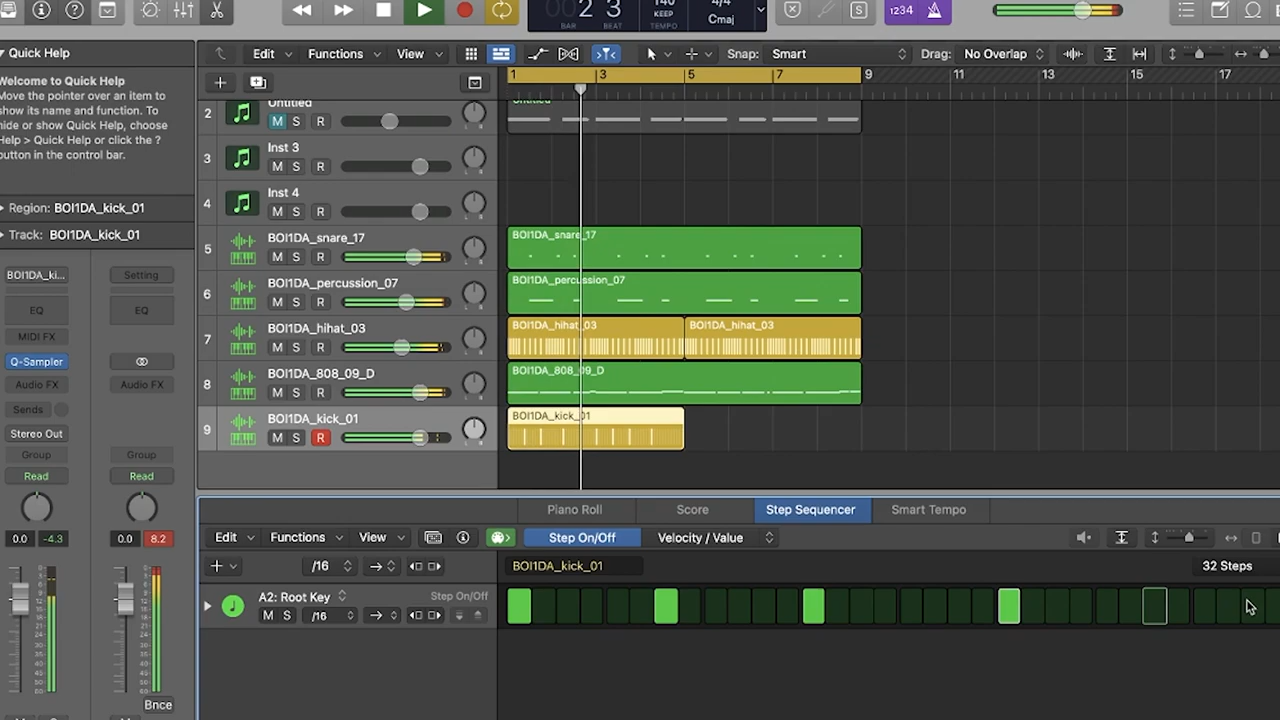 2 3 140 4/4
BAR BEAT KEEP TEMPO Cmaj
S 1234
Quick Help
Welcome to Quick Help
Move the pointer over an item to
show its name and function. To
hide or show Quick Help, choose
Help > Quick Help or click the ?
button in the control bar.
Region: BOI1DA_kick_01
Track: BOI1DA_kick_01
BOI1DA_ki... Setting
EQ EQ
MIDI FX
Q-Sampler
Audio FX Audio FX
Sends
Stereo Out
Group Group
Read Read
0.0 -4.3 0.0 8.2
Bnce
Edit Functions View Snap: Smart Drag: No Overlap
1 3 5 7 9 11 13 15 17
2 Untitled Untitled
M S R
3 Inst 3
M S R
4 Inst 4
M S R
5 BOI1DA_snare_17 BOI1DA_snare_17
M S R
6 BOI1DA_percussion_07 BOI1DA_percussion_07
M S R
7 BOI1DA_hihat_03 BOI1DA_hihat_03 BOI1DA_hihat_03
M S R
8 BOI1DA_808_09_D BOI1DA_808_09_D
M S R
9 BOI1DA_kick_01 BOI1DA_kick_01
M S R
Piano Roll Score Step Sequencer Smart Tempo
Edit Functions View Step On/Off Velocity / Value
/16 BOI1DA_kick_01 32 Steps
A2: Root Key Step On/Off
M S /16